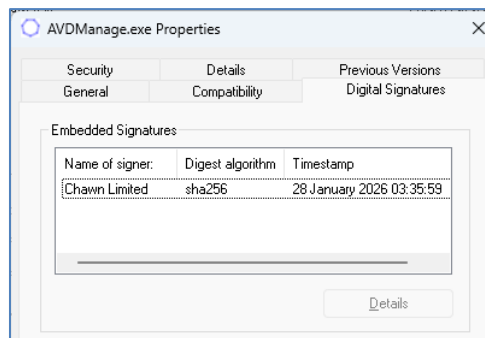 AVDManage.exe Properties
Security Details Previous Versions
General Compatibility Digital Signatures
Embedded Signatures
Name of signer: Digest algorithm Timestamp
Chawn Limited sha256 28 January 2026 03:35:59
Details